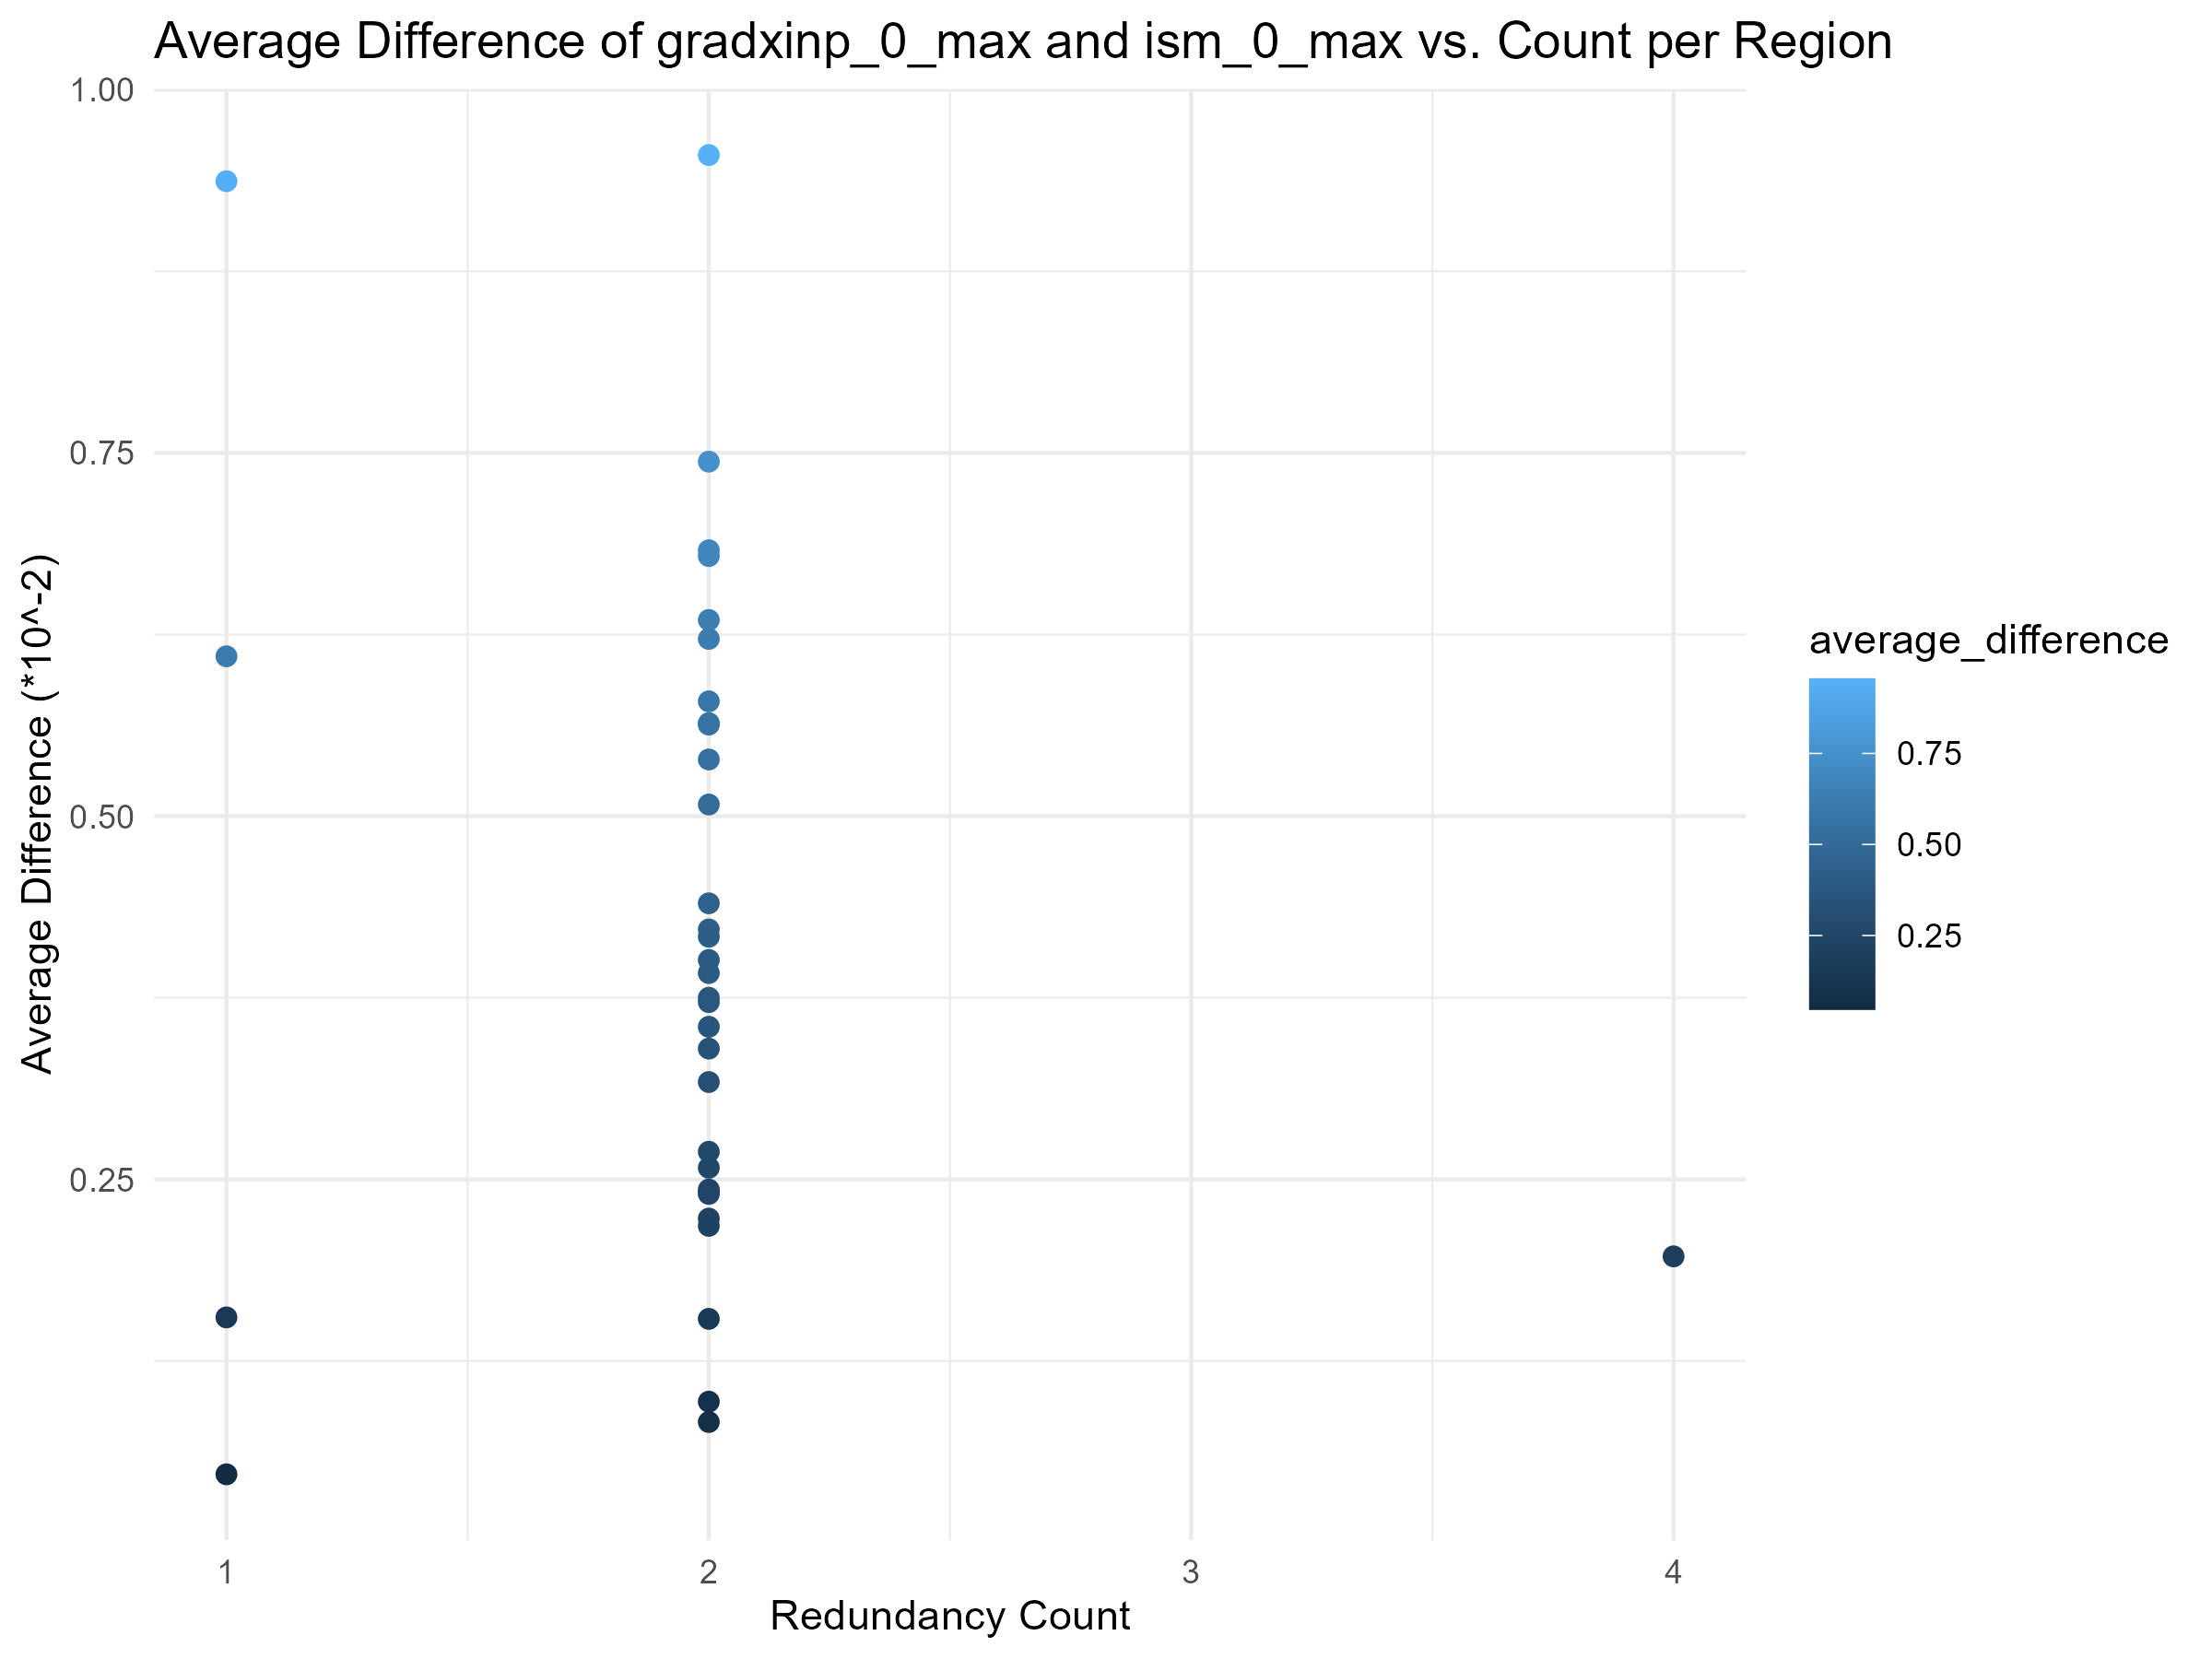 Average Difference of gradxinp_0_max and ism_0_max vs. Count per Region
1.00
0.75
0.50
0.25
Average Difference (*10^-2)
1
2
3
4
Redundancy Count
average_difference
0.75
0.50
0.25